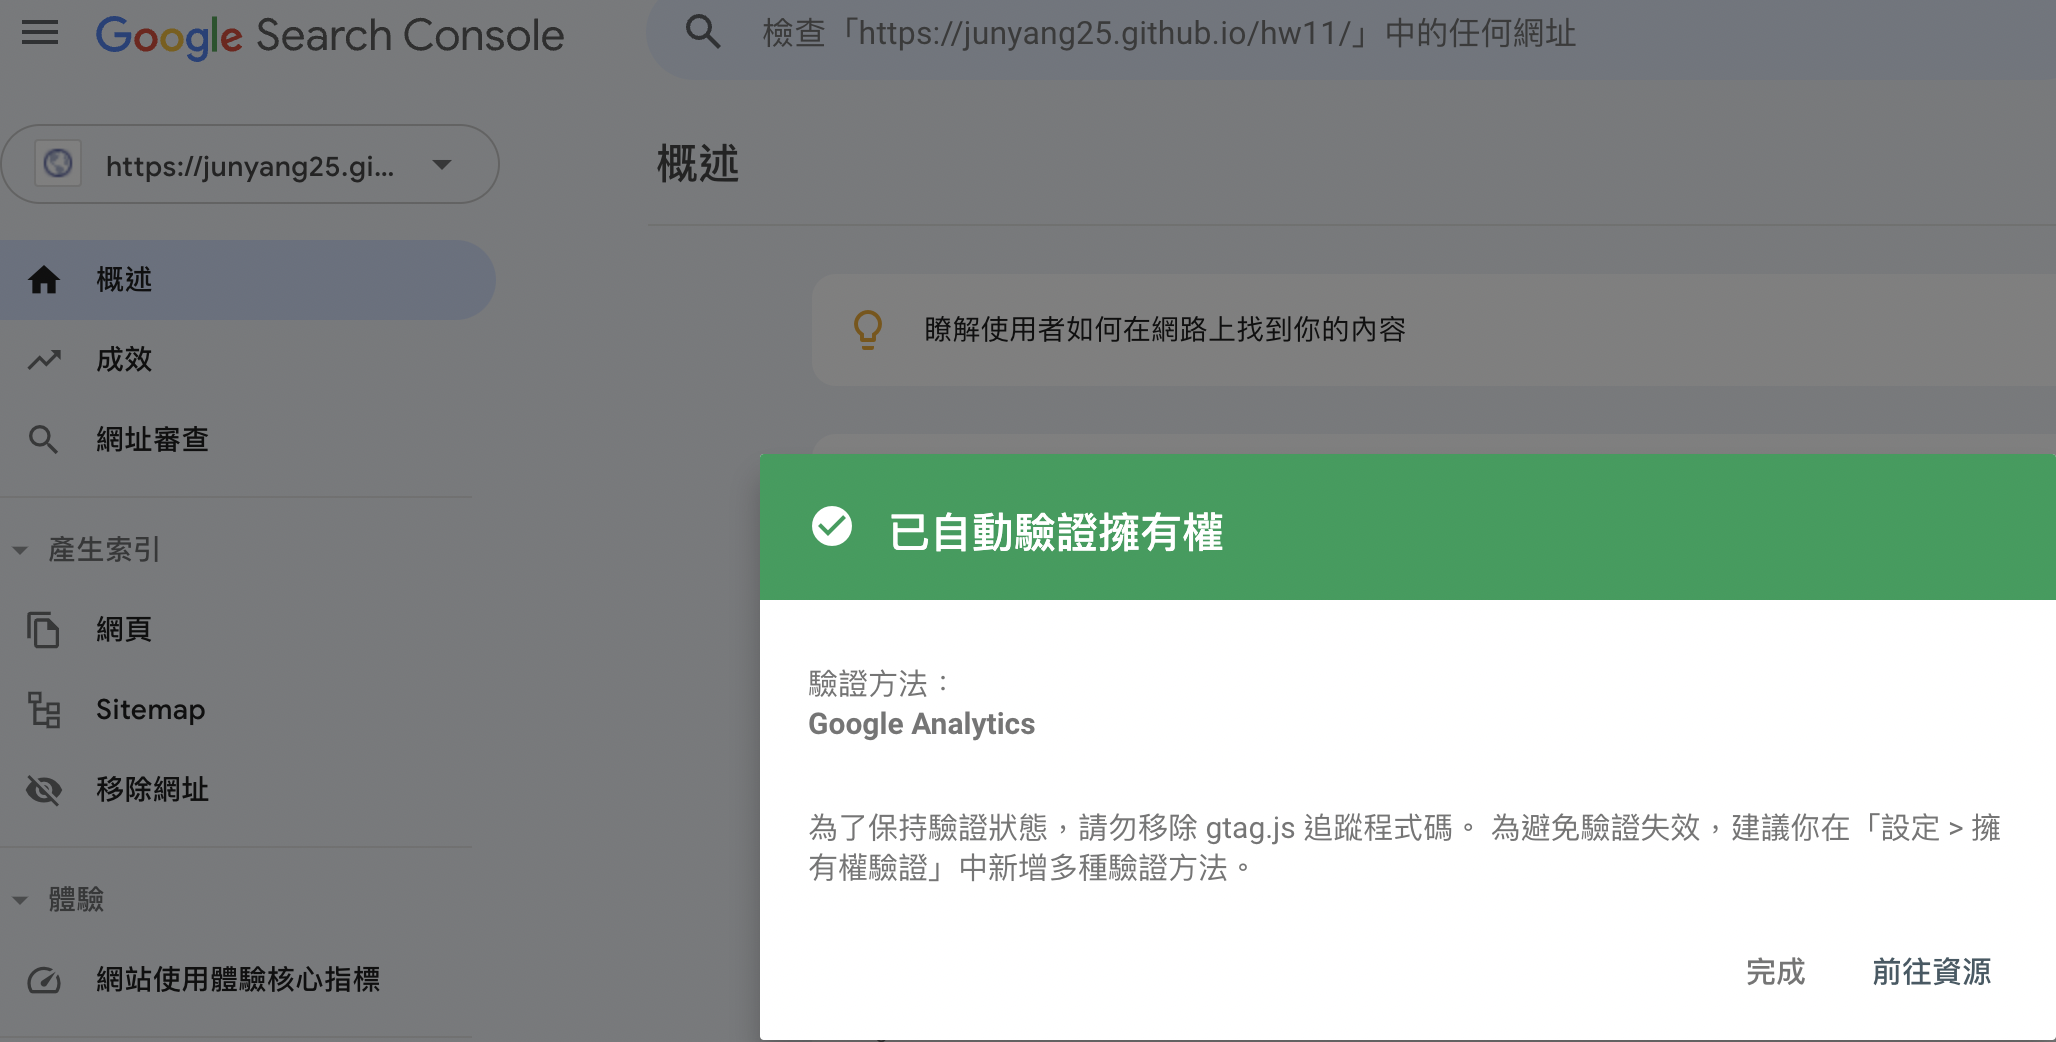 Google Search Console
檢查「https://junyang25.github.io/hw11/」中的任何網址
https://junyang25.gi...
概述
概述
成效
網址審查
產生索引
網頁
Sitemap
移除網址
體驗
網站使用體驗核心指標
瞭解使用者如何在網路上找到你的內容
已自動驗證擁有權
驗證方法：
Google Analytics
為了保持驗證狀態，請勿移除 gtag.js 追蹤程式碼。 為避免驗證失效，建議你在「設定 > 擁
有權驗證」中新增多種驗證方法。
完成
前往資源